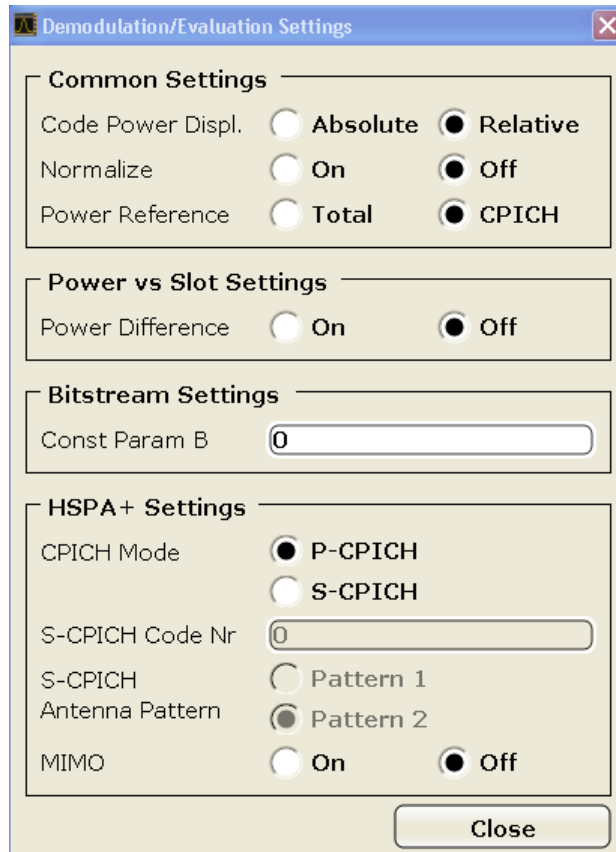 Demodulation/Evaluation Settings
Common Settings
Code Power Displ. Absolute Relative
Normalize On Off
Power Reference Total CPICH
Power vs Slot Settings
Power Difference On Off
Bitstream Settings
Const Param B 0
HSPA+ Settings
CPICH Mode P-CPICH
S-CPICH
S-CPICH Code Nr 0
S-CPICH Pattern 1
Antenna Pattern Pattern 2
MIMO On Off
Close